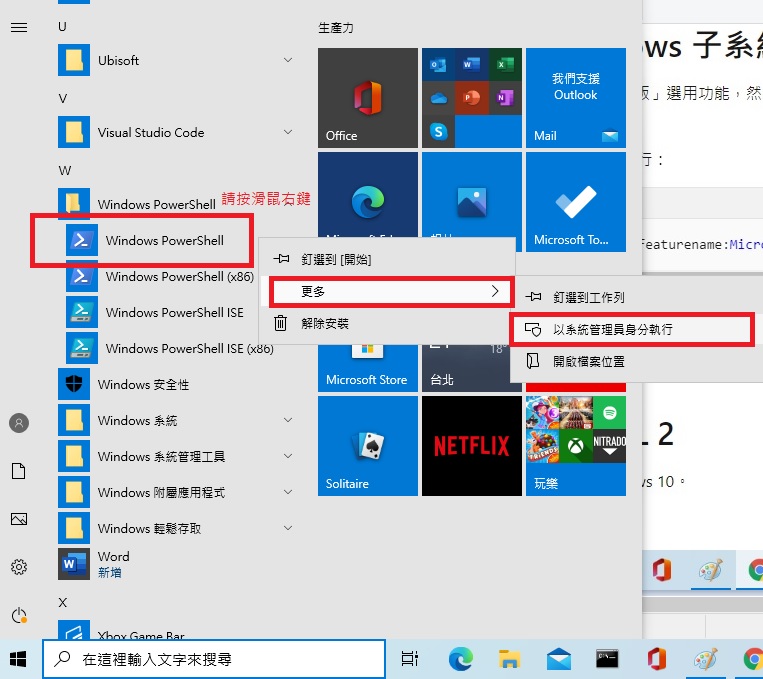 U
Ubisoft
V
Visual Studio Code
W
Windows PowerShell
請按滑鼠右鍵
Windows PowerShell
Windows PowerShell (x86)
Windows PowerShell ISE
Windows PowerShell ISE (x86)
Windows 安全性
Windows 系統
Windows 系統管理工具
Windows 附屬應用程式
Windows 輕鬆存取
Word
新增
X
Xbox Game Bar
生產力
Office
我們支援
Outlook
Mail
Microsoft To...
釘選到 [開始]
更多
解除安裝
釘選到工作列
以系統管理員身分執行
開啟檔案位置
Microsoft Store
台北
18°
Solitaire
NETFLIX
FRIENDS
NITRADO
玩樂
ws 子系統
版」選用功能，然
行：
Featurename:Micro
L 2
ws 10。
在這裡輸入文字來搜尋